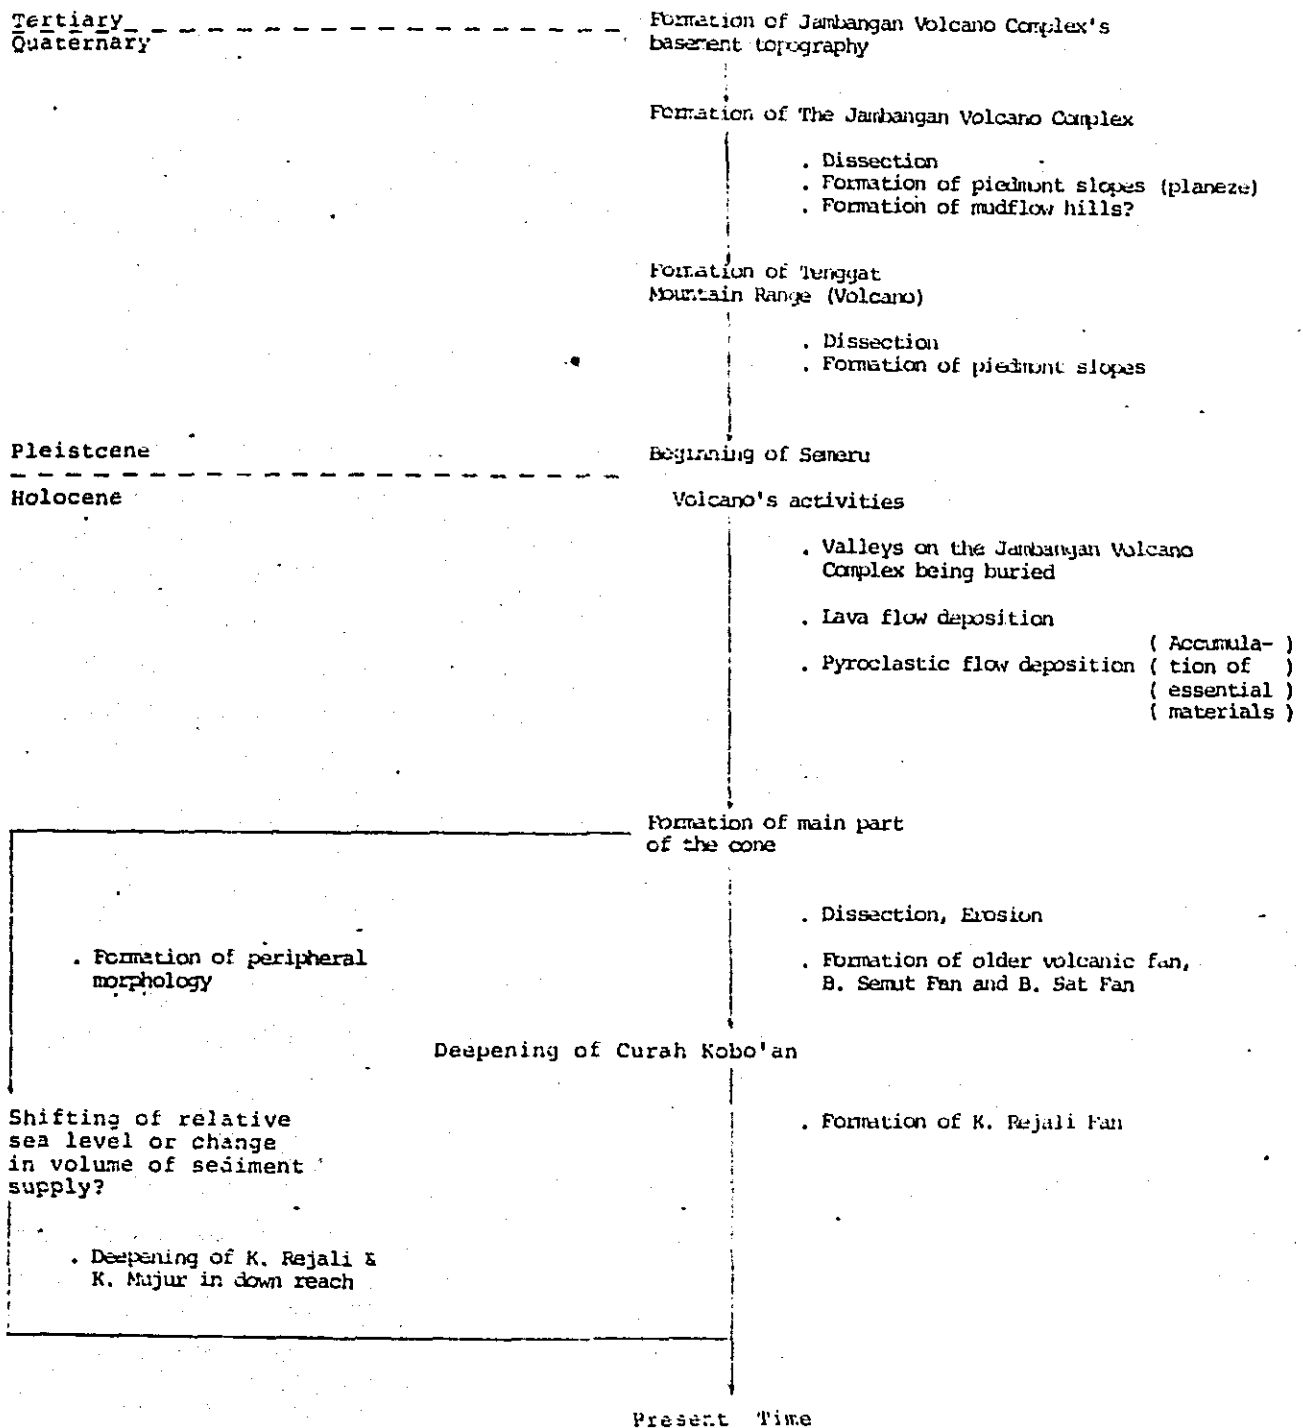 Tertiary
Formation of Jambangan Volcano Complex's
Quaternary
basement topography
Formation of The Jambangan Volcano Complex
. Dissection
. Formation of piedmont slopes (planeze)
. Formation of mudflow hills?
Formation of Tenggat
Mountain Range (Volcano)
. Dissection
. Formation of piedmont slopes
Pleistcene
Beginning of Semeru
Holocene
Volcano's activities
. Valleys on the Jambangan Volcano
Complex being buried
. Lava flow deposition
. Pyroclastic flow deposition
( Accumula- )
( tion of )
( essential )
( materials )
Formation of main part
of the cone
. Dissection, Erosion
. Formation of older volcanic fan,
B. Semut Fan and B. Sat Fan
. Formation of peripheral
morphology
Deepening of Curah Kobo'an
. Formation of K. Rejali Fan
Shifting of relative
sea level or change
in volume of sediment
supply?
. Deepening of K. Rejali &
K. Mujur in down reach
Present Time